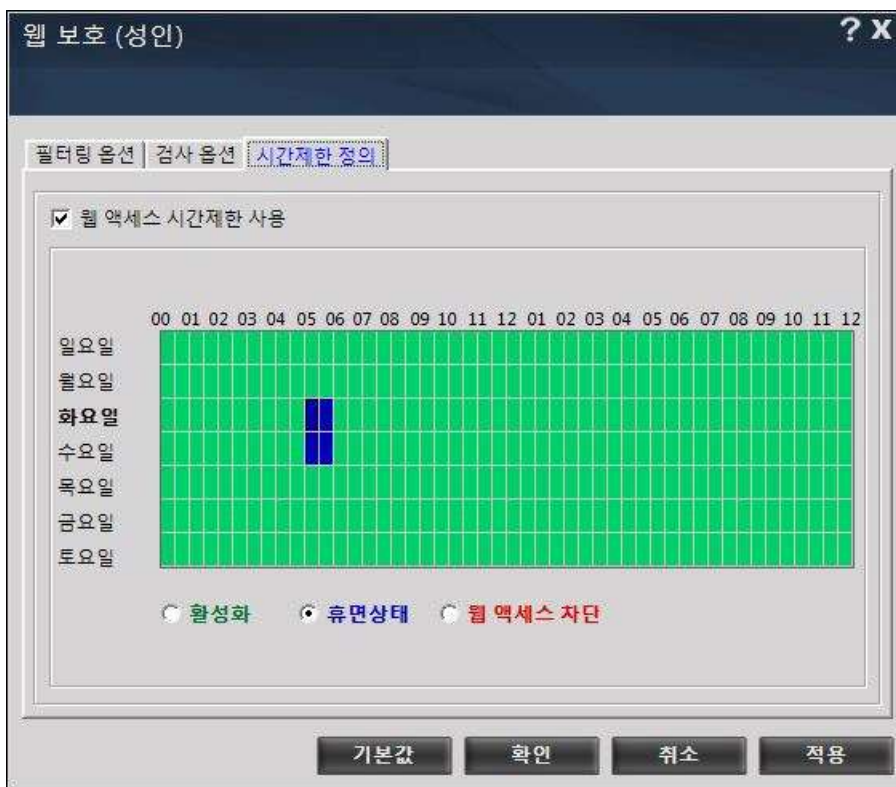 웹 보호 (성인)
? X
필터링 옵션 검사 옵션 시간제한 정의
웹 액세스 시간제한 사용
00 01 02 03 04 05 06 07 08 09 10 11 12 01 02 03 04 05 06 07 08 09 10 11 12
일요일
월요일
화요일
수요일
목요일
금요일
토요일
활성화 휴면상태 웹 액세스 차단
기본값 확인 취소 적용